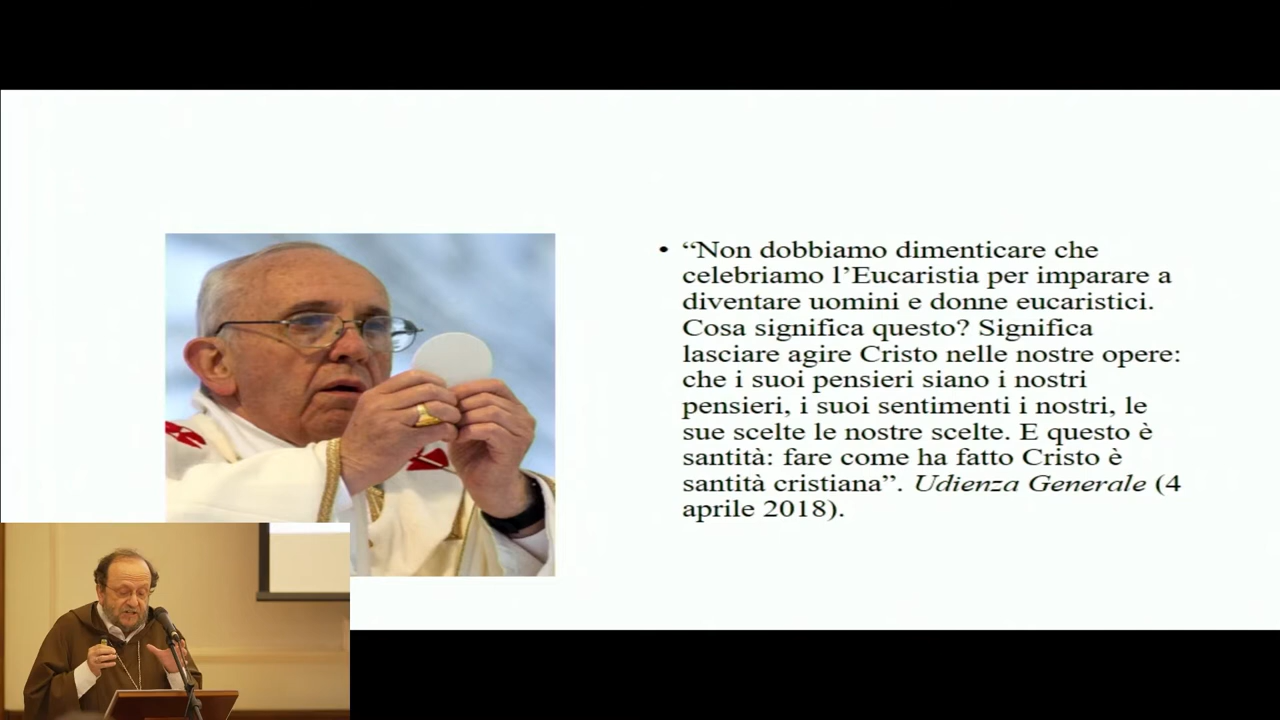 • “Non dobbiamo dimenticare che
celebriamo l’Eucaristia per imparare a
diventare uomini e donne eucaristici.
Cosa significa questo? Significa
lasciare agire Cristo nelle nostre opere:
che i suoi pensieri siano i nostri
pensieri, i suoi sentimenti i nostri, le
sue scelte le nostre scelte. E questo è
santità: fare come ha fatto Cristo è
santità cristiana”. Udienza Generale (4
aprile 2018).